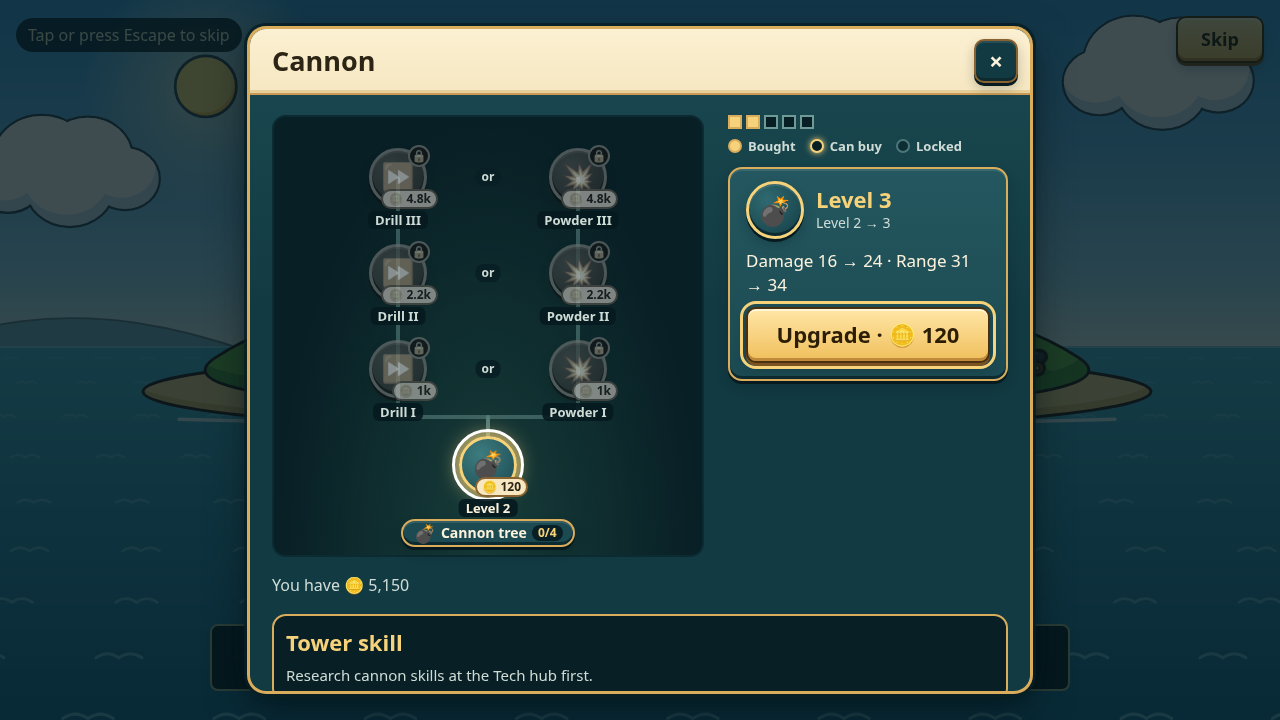 Tap or press Escape to skip
Skip
Cannon
×
Bought
Can buy
Locked
4.8k
or
4.8k
Drill III
Powder III
2.2k
or
2.2k
Drill II
Powder II
1k
or
1k
Drill I
Powder I
120
Level 2
Cannon tree 0/4
Level 3
Level 2 → 3
Damage 16 → 24 · Range 31
→ 34
Upgrade · 120
You have 5,150
Tower skill
Research cannon skills at the Tech hub first.